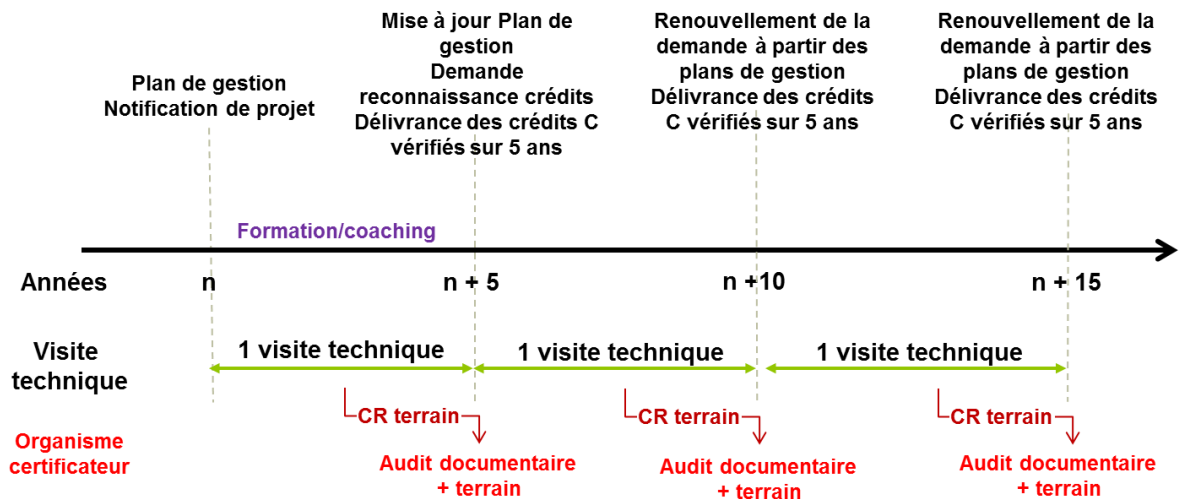 Plan de gestion
Notification de projet
Mise à jour Plan de
gestion
Demande
reconnaissance crédits
Délivrance des crédits C
vérifiés sur 5 ans
Renouvellement de la
demande à partir des
plans de gestion
Délivrance des crédits
C vérifiés sur 5 ans
Renouvellement de la
demande à partir des
plans de gestion
Délivrance des crédits
C vérifiés sur 5 ans
Formation/coaching
Années
n
n + 5
n +10
n + 15
Visite
technique
1 visite technique
1 visite technique
1 visite technique
CR terrain
CR terrain
CR terrain
Organisme
certificateur
Audit documentaire
+ terrain
Audit documentaire
+ terrain
Audit documentaire
+ terrain